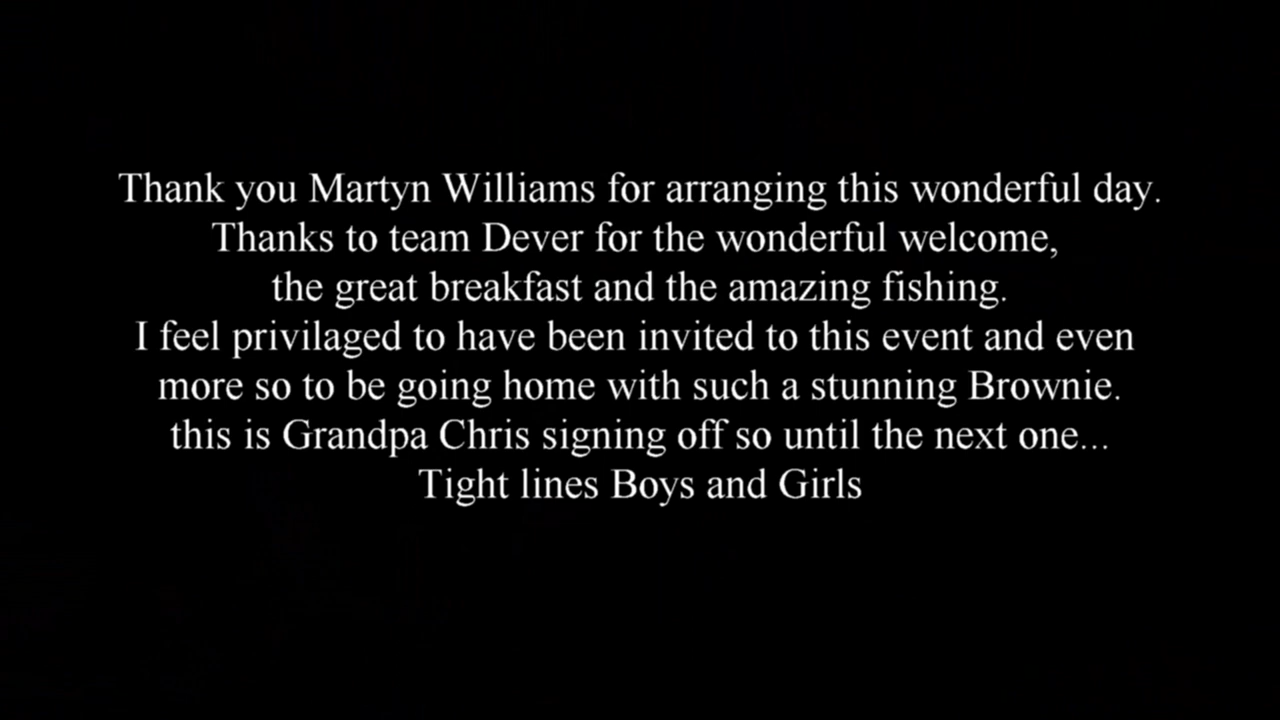 Thank you Martyn Williams for arranging this wonderful day.
Thanks to team Dever for the wonderful welcome,
the great breakfast and the amazing fishing.
I feel privilaged to have been invited to this event and even
more so to be going home with such a stunning Brownie.
this is Grandpa Chris signing off so until the next one...
Tight lines Boys and Girls